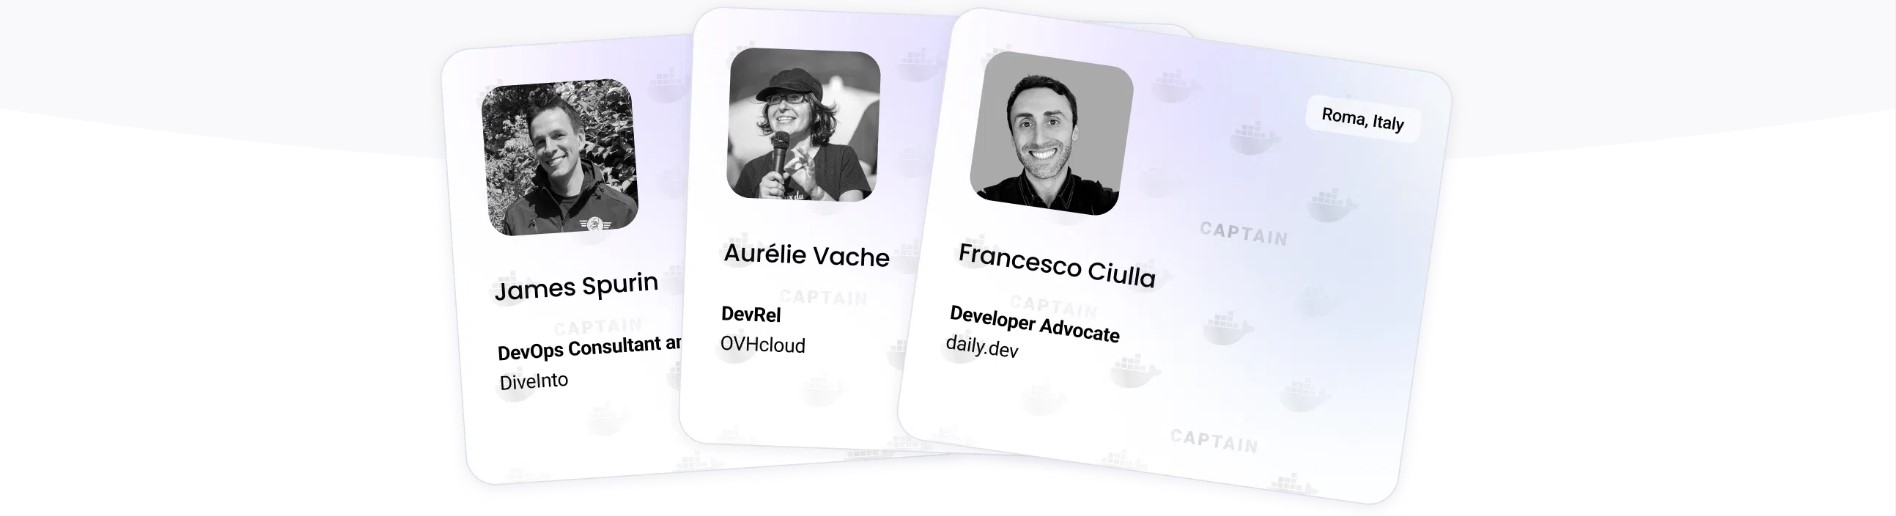 James Spurin
CAPTAIN
DevOps Consultant
DiveInto
Aurélie Vache
CAPTAIN
DevRel
OVHcloud
Roma, Italy
CAPTAIN
Francesco Ciulla
CAPTAIN
Developer Advocate
daily.dev
CAPTAIN